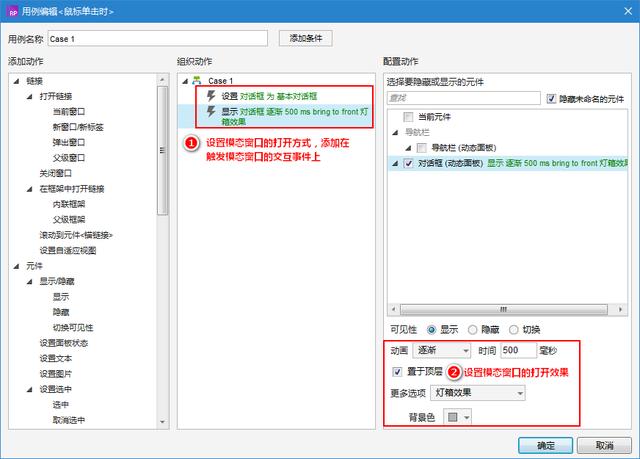 RP 用例编辑<鼠标单击时>
用例名称 Case 1 添加条件
添加动作
链接
打开链接
当前窗口
新窗口/新标签
弹出窗口
父级窗口
关闭窗口
在框架中打开链接
内联框架
父级框架
滚动到元件<锚链接>
设置自适应视图
元件
显示/隐藏
显示
隐藏
切换可见性
设置面板状态
设置文本
设置图片
设置选中
选中
取消选中
组织动作
Case 1
设置 对话框 为 基本对话框
显示 对话框 逐渐 500 ms bring to front 灯
箱效果
1 设置模态窗口的打开方式，添加在
触发模态窗口的交互事件上
配置动作
选择要隐藏或显示的元件
查找 隐藏未命名的元件
当前元件
导航栏
导航栏 (动态面板)
对话框 (动态面板) 显示 逐渐 500 ms bring to front 灯箱效果
可见性 显示 隐藏 切换
动画 逐渐 时间 500 毫秒
置于顶层 2 设置模态窗口的打开效果
更多选项 灯箱效果
背景色
确定 取消